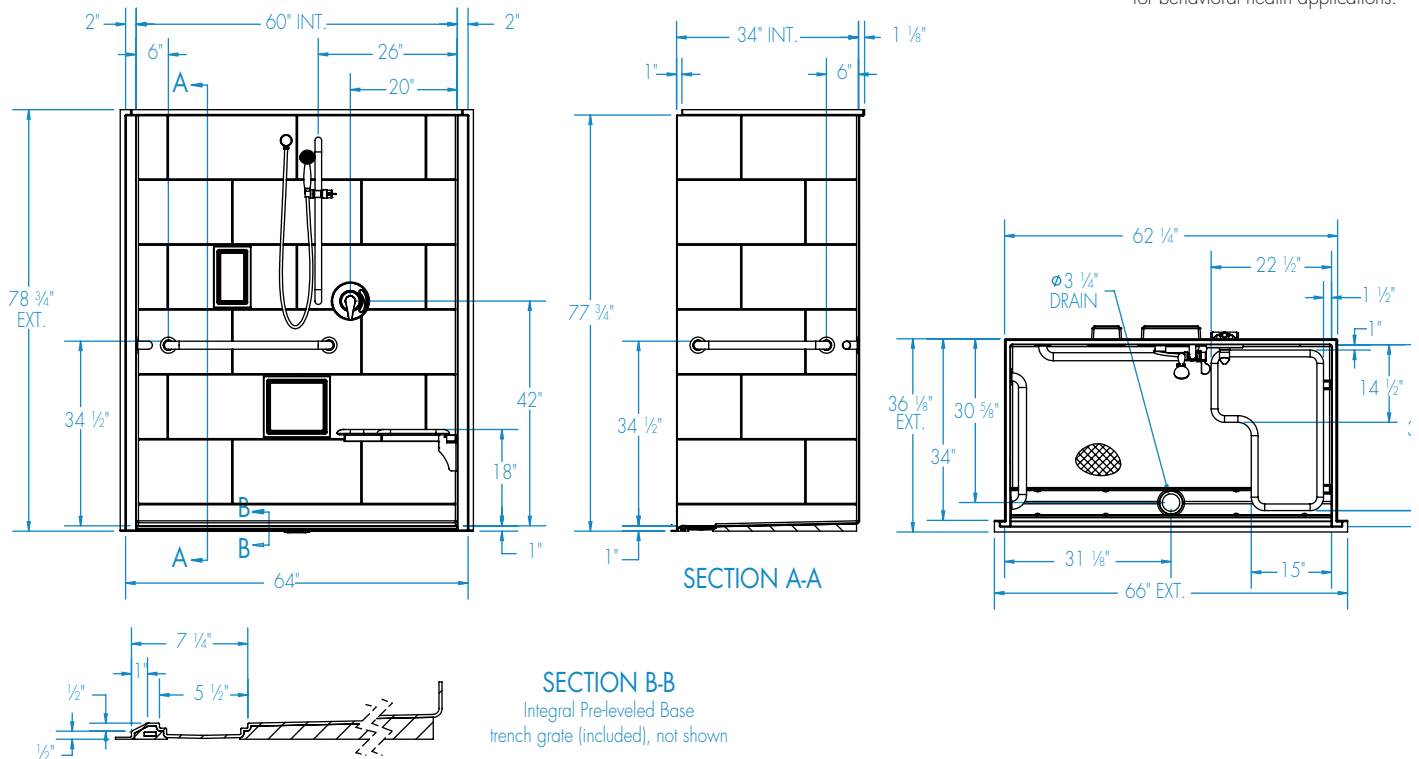 for behavioral health applications.
2"
60" INT.
2"
6"
26"
20"
A
78 ¾"
EXT.
34 ½"
42"
18"
B
B
A
1"
64"
34" INT.
1 ⅛"
1"
6"
77 ¾"
34 ½"
1"
SECTION A-A
62 ¼"
22 ½"
ø3 ¼"
DRAIN
1 ½"
1"
36 ⅛"
EXT.
30 ⅝"
34"
14 ½"
31 ⅛"
15"
66" EXT.
7 ¼"
1"
½"
5 ½"
½"
SECTION B-B
Integral Pre-leveled Base
trench grate (included), not shown